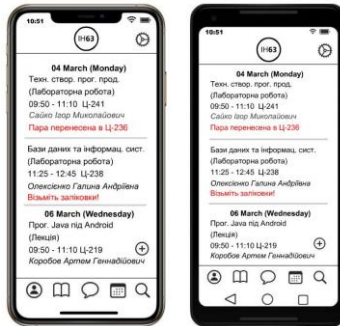 10:51
ІН63
04 March (Monday)
Техн. створ. прог. прод.
(Лабораторна робота)
09:50 - 11:10 Ц-241
Сайко Ігор Миколайович
Пара перенесена в Ц-236
Бази даних та інформац. сист.
(Лабораторна робота)
11:25 - 12:45 Ц-238
Олексієнко Галина Андріївна
Візьміть заліковки!
06 March (Wednesday)
Прог. Java під Android
(Лекція)
09:50 - 11:10 Ц-219
Коробов Артем Геннадійович
10:51
ІН63
04 March (Monday)
Техн. створ. прог. прод.
(Лабораторна робота)
09:50 - 11:10 Ц-241
Сайко Ігор Миколайович
Пара перенесена в Ц-236
Бази даних та інформац. сист.
(Лабораторна робота)
11:25 - 12:45 Ц-238
Олексієнко Галина Андріївна
Візьміть заліковки!
06 March (Wednesday)
Прог. Java під Android
(Лекція)
09:50 - 11:10 Ц-219
Коробов Артем Геннадійович